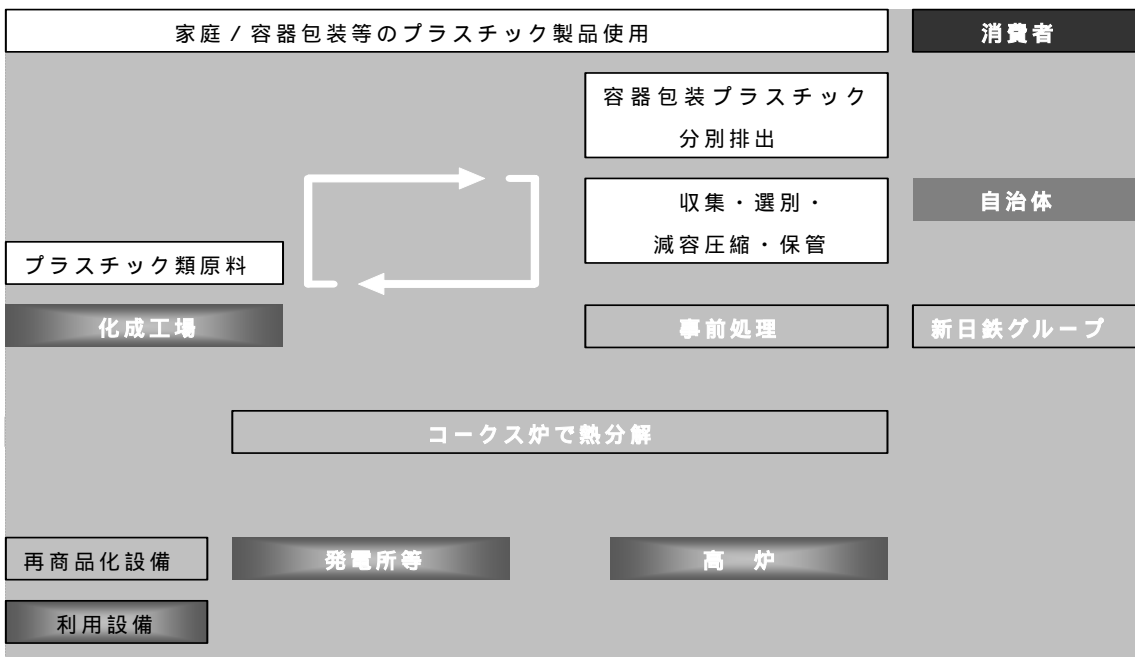 家庭/容器包装等のプラスチック製品使用
消費者
容器包装プラスチック
分別排出
収集・選別・
減容圧縮・保管
自治体
プラスチック類原料
化成工場
事前処理
新日鉄グループ
コークス炉で熱分解
再商品化設備
発電所等
高 炉
利用設備